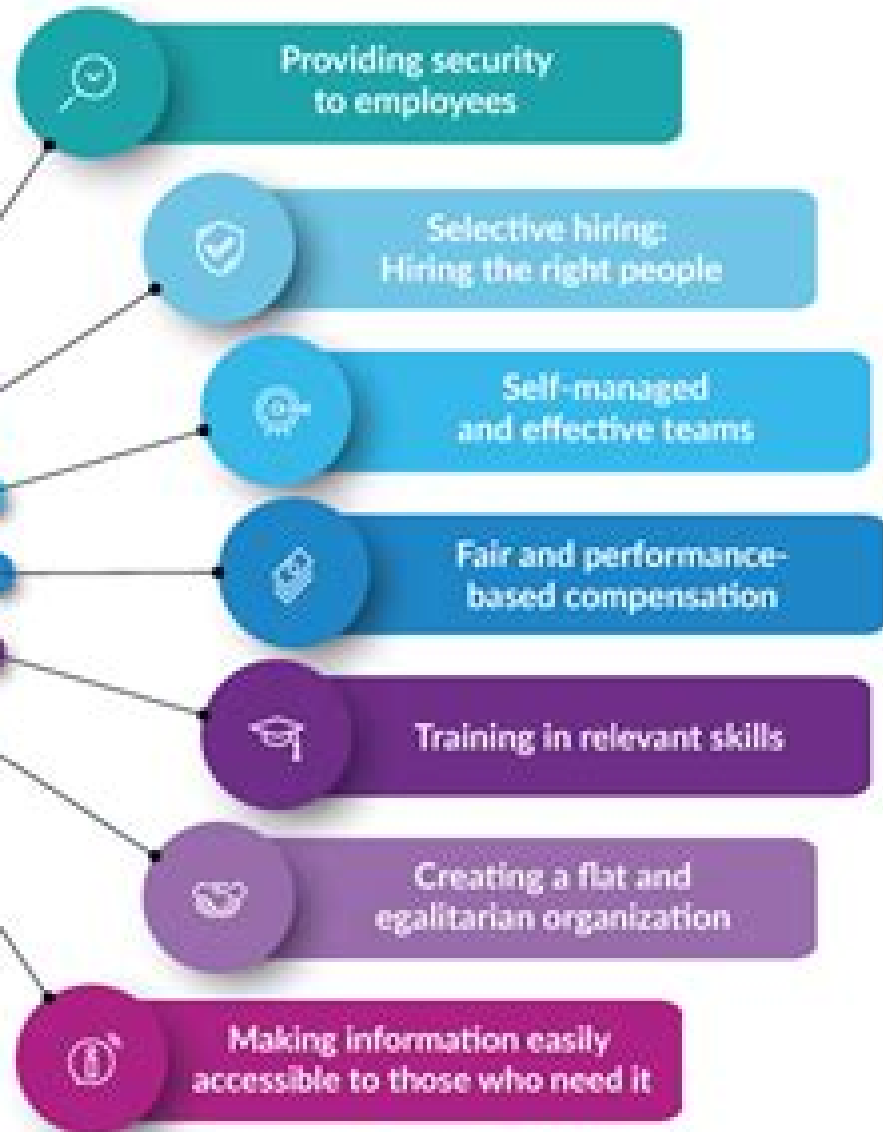 Providing security
to employees
Selective hiring:
Hiring the right people
Self-managed
and effective teams
Fair and performance-
based compensation
Training in relevant skills
Creating a flat and
egalitarian organization
Making information easily
accessible to those who need it